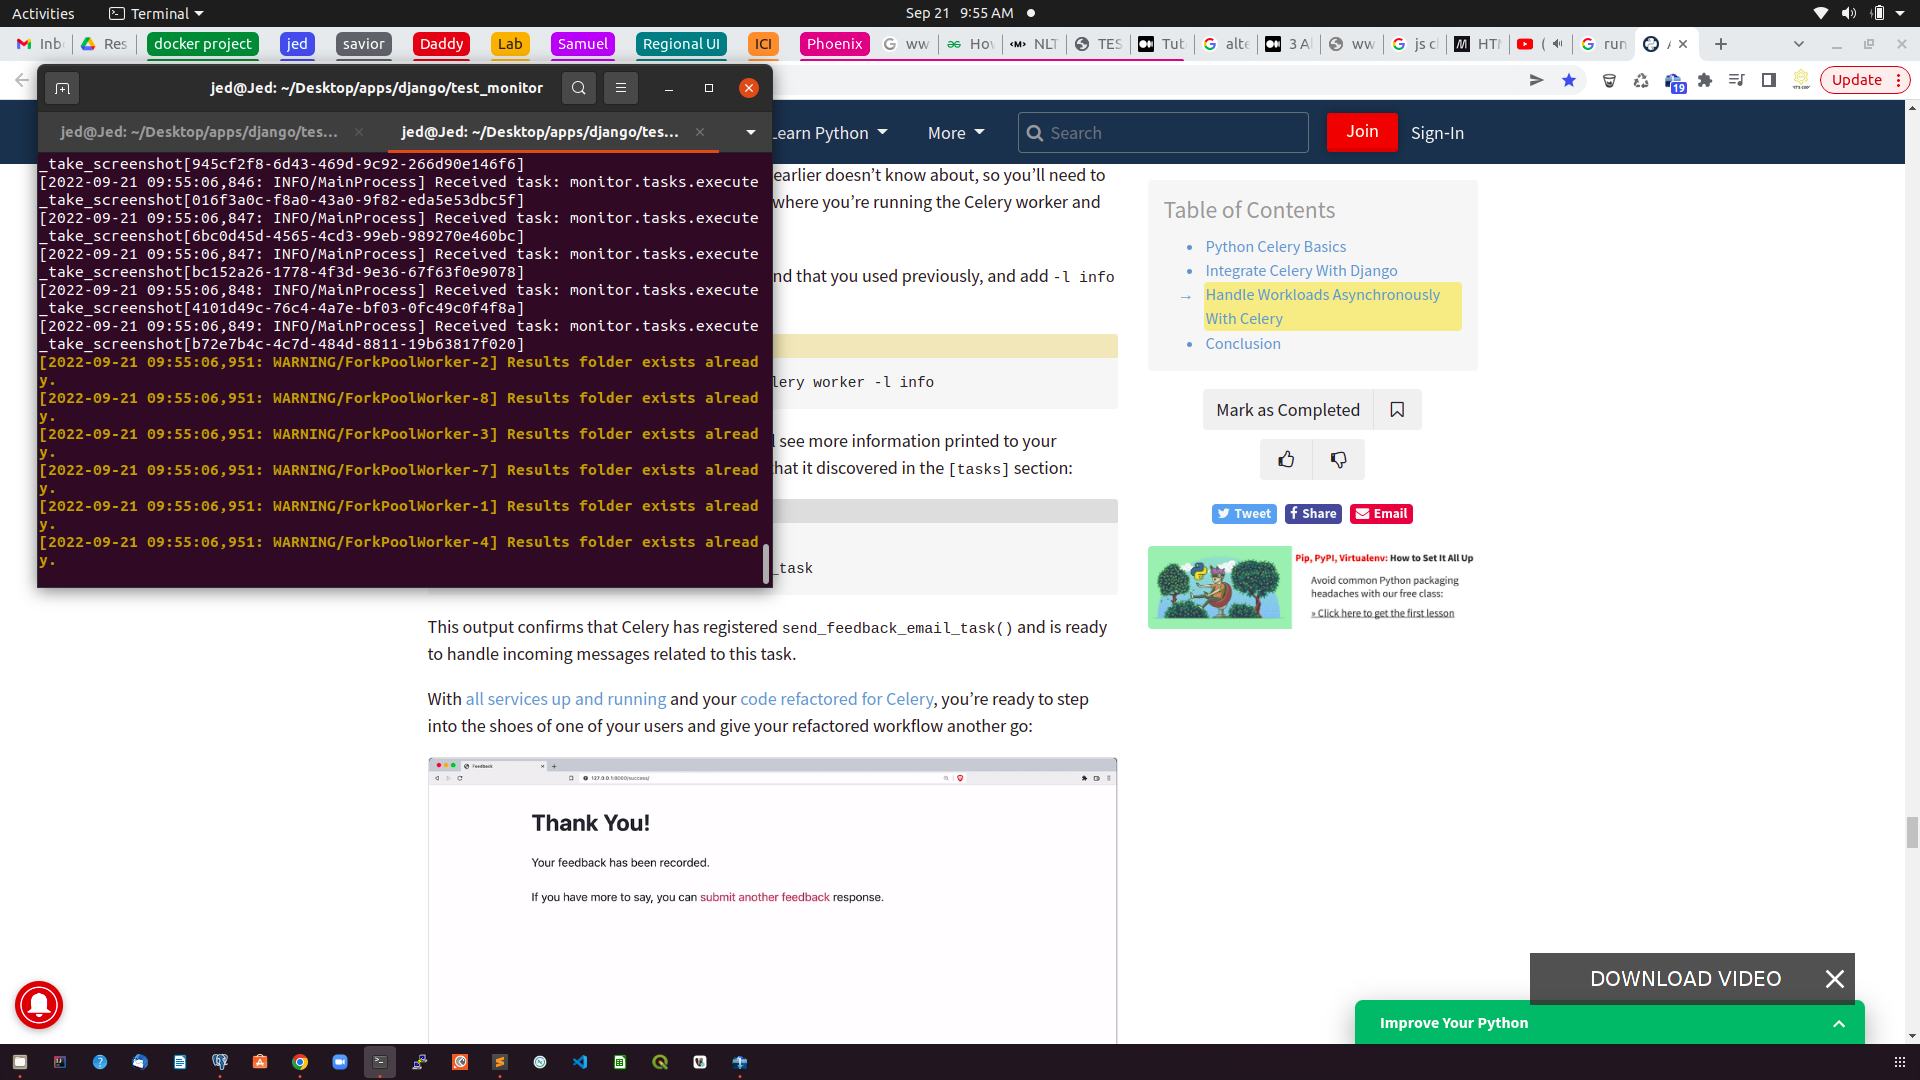 Activities
Terminal
Sep 21 9:55 AM
Inb
Res
docker project
jed
savior
Daddy
Lab
Samuel
Regional UI
ICI
Phoenix
ww
Hov
NLT
TES
Tut
alte
3 A
ww
js cl
HTM
(
run
Update
19
jed@Jed: ~/Desktop/apps/django/test_monitor
jed@Jed: ~/Desktop/apps/django/tes...
jed@Jed: ~/Desktop/apps/django/tes...
Learn Python
More
Search
Join
Sign-In
_take_screenshot[945cf2f8-6d43-469d-9c92-266d90e146f6]
[2022-09-21 09:55:06,846: INFO/MainProcess] Received task: monitor.tasks.execute
_take_screenshot[016f3a0c-f8a0-43a0-9f82-eda5e53dbc5f]
[2022-09-21 09:55:06,847: INFO/MainProcess] Received task: monitor.tasks.execute
_take_screenshot[6bc0d45d-4565-4cd3-99eb-989270e460bc]
[2022-09-21 09:55:06,847: INFO/MainProcess] Received task: monitor.tasks.execute
_take_screenshot[bc152a26-1778-4f3d-9e36-67f63f0e9078]
[2022-09-21 09:55:06,848: INFO/MainProcess] Received task: monitor.tasks.execute
_take_screenshot[4101d49c-76c4-4a7e-bf03-0fc49c0f4f8a]
[2022-09-21 09:55:06,849: INFO/MainProcess] Received task: monitor.tasks.execute
_take_screenshot[b72e7b4c-4c7d-484d-8811-19b63817f020]
[2022-09-21 09:55:06,951: WARNING/ForkPoolWorker-2] Results folder exists alread
y.
[2022-09-21 09:55:06,951: WARNING/ForkPoolWorker-8] Results folder exists alread
y.
[2022-09-21 09:55:06,951: WARNING/ForkPoolWorker-3] Results folder exists alread
y.
[2022-09-21 09:55:06,951: WARNING/ForkPoolWorker-7] Results folder exists alread
y.
[2022-09-21 09:55:06,951: WARNING/ForkPoolWorker-1] Results folder exists alread
y.
[2022-09-21 09:55:06,951: WARNING/ForkPoolWorker-4] Results folder exists alread
y.
earlier doesn’t know about, so you’ll need to
where you’re running the Celery worker and
nd that you used previously, and add -l info
lery worker -l info
l see more information printed to your
hat it discovered in the [tasks] section:
_task
This output confirms that Celery has registered send_feedback_email_task() and is ready
to handle incoming messages related to this task.
With all services up and running and your code refactored for Celery, you’re ready to step
into the shoes of one of your users and give your refactored workflow another go:
Feedback
127.0.0.1:8000/success/
Thank You!
Your feedback has been recorded.
If you have more to say, you can submit another feedback response.
Table of Contents
Python Celery Basics
Integrate Celery With Django
→ Handle Workloads Asynchronously
With Celery
Conclusion
Mark as Completed
Tweet
Share
Email
Pip, PyPI, Virtualenv: How to Set It All Up
Avoid common Python packaging
headaches with our free class:
» Click here to get the first lesson
DOWNLOAD VIDEO
Improve Your Python